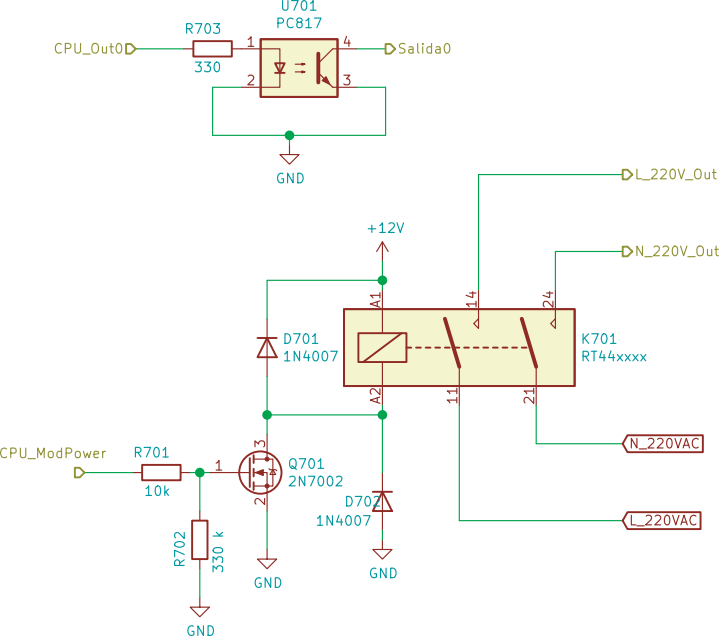 U701
PC817
R703
CPU_Out0
330
1
2
4
3
Salida0
GND
L_220V_Out
+12V
N_220V_Out
A1
14
24
D701
1N4007
K701
RT44xxxx
A2
11
21
N_220VAC
CPU_ModPower
R701
10k
1
3
2
Q701
2N7002
D702
1N4007
L_220VAC
R702
330 k
GND
GND
GND